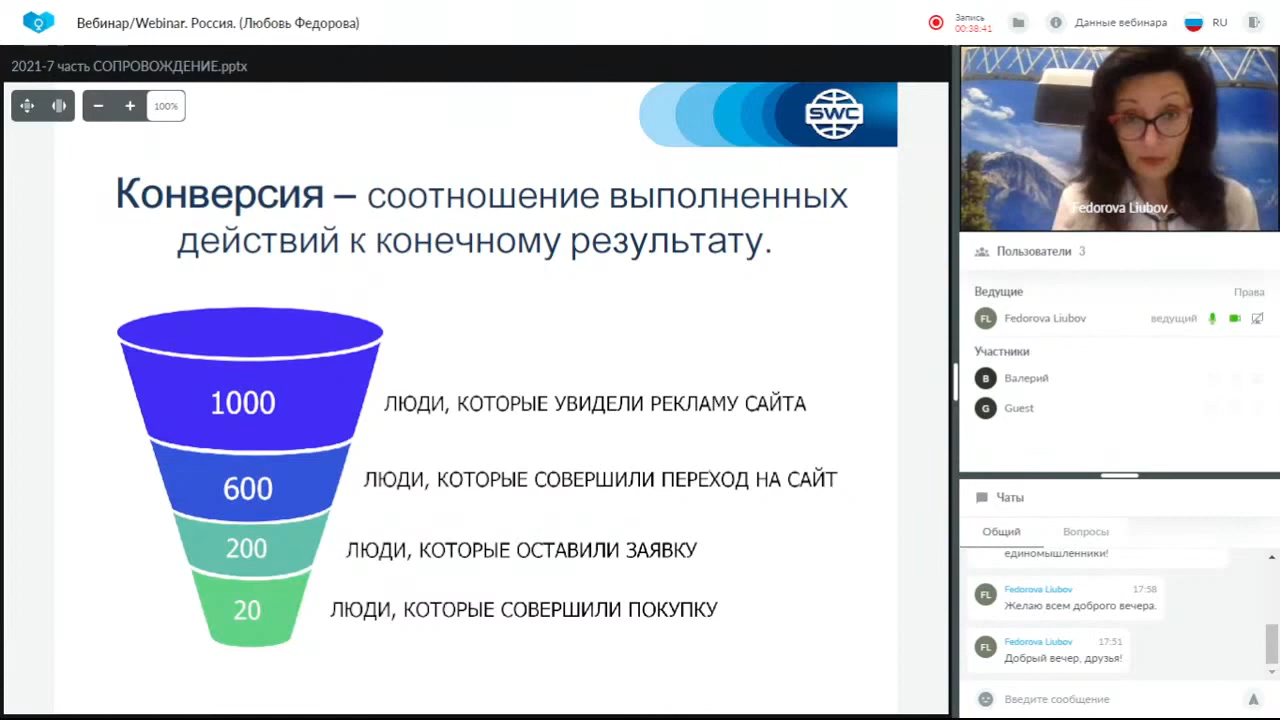 Вебинар/Webinar. Россия. (Любовь Федорова)
Запись
00:38:41
Данные вебинара
RU
2021-7 часть СОПРОВОЖДЕНИЕ.pptx
100%
SWC
Конверсия – соотношение выполненных
действий к конечному результату.
1000
ЛЮДИ, КОТОРЫЕ УВИДЕЛИ РЕКЛАМУ САЙТА
600
ЛЮДИ, КОТОРЫЕ СОВЕРШИЛИ ПЕРЕХОД НА САЙТ
200
ЛЮДИ, КОТОРЫЕ ОСТАВИЛИ ЗАЯВКУ
20
ЛЮДИ, КОТОРЫЕ СОВЕРШИЛИ ПОКУПКУ
Fedorova Liubov
Пользователи 3
Ведущие Права
FL Fedorova Liubov ведущий
Участники
В Валерий
G Guest
Чаты
Общий Вопросы
единомышленники!
FL Fedorova Liubov 17:58
Желаю всем доброго вечера.
FL Fedorova Liubov 17:51
Добрый вечер, друзья!
Введите сообщение